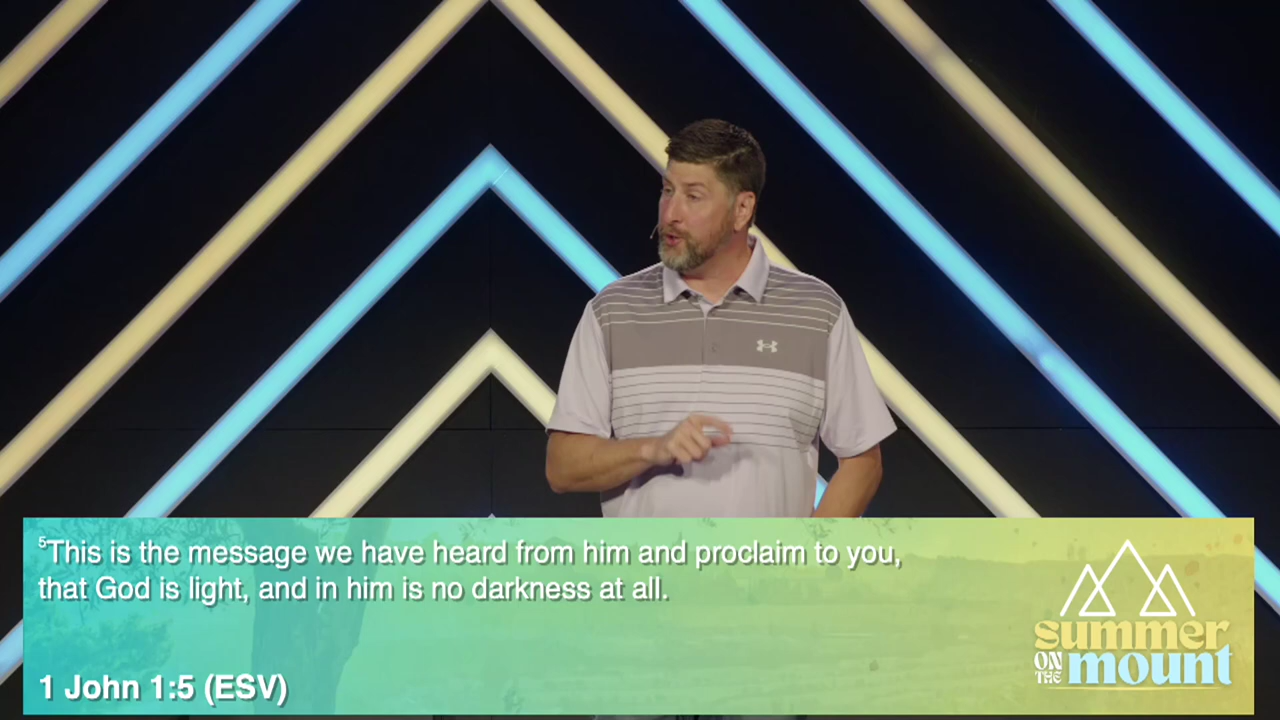 ⁵This is the message we have heard from him and proclaim to you,
that God is light, and in him is no darkness at all.
1 John 1:5 (ESV)
summer
ON THE
mount